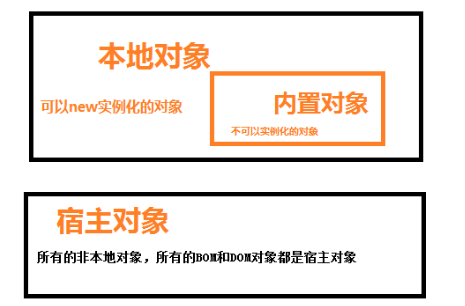 本地对象
可以new实例化的对象
内置对象
不可以实例化的对象
宿主对象
所有的非本地对象，所有的BOM和DOM对象都是宿主对象